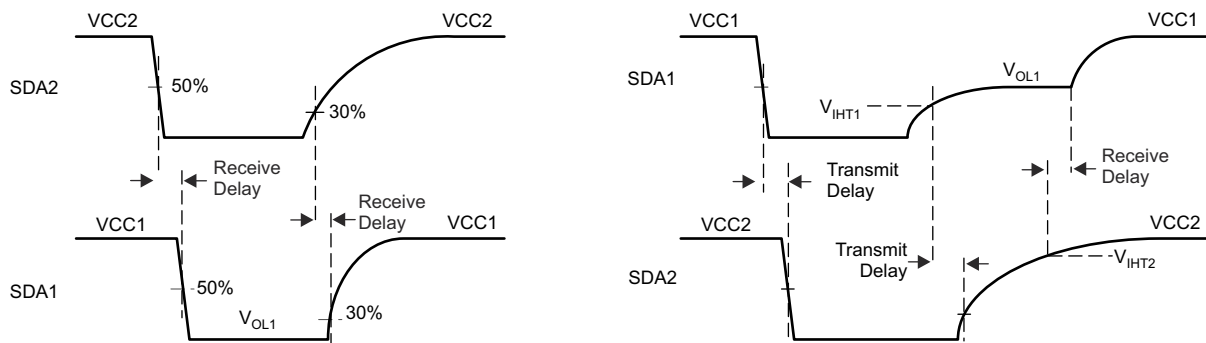 VCC2
VCC2
SDA2
50%
30%
Receive
Delay
Receive
Delay
VCC1
VCC1
SDA1
50%
VOL1
30%
VCC1
SDA1
VOL1
VIHT1
Transmit
Delay
Receive
Delay
VCC2
VCC2
Transmit
Delay
SDA2
VIHT2
VCC1